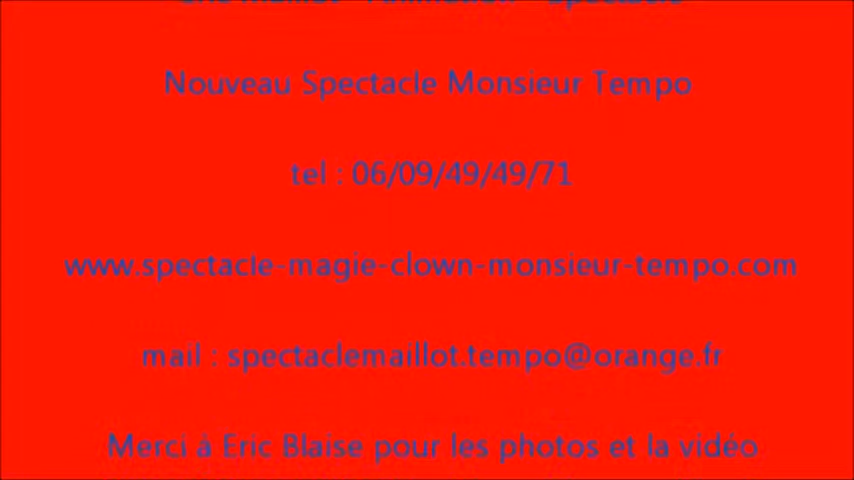 Nouveau Spectacle Monsieur Tempo
tel : 06/09/49/49/71
www.spectacle-magie-clown-monsieur-tempo.com
mail : spectaclemaillot.tempo@orange.fr
Merci à Eric Blaise pour les photos et la vidéo